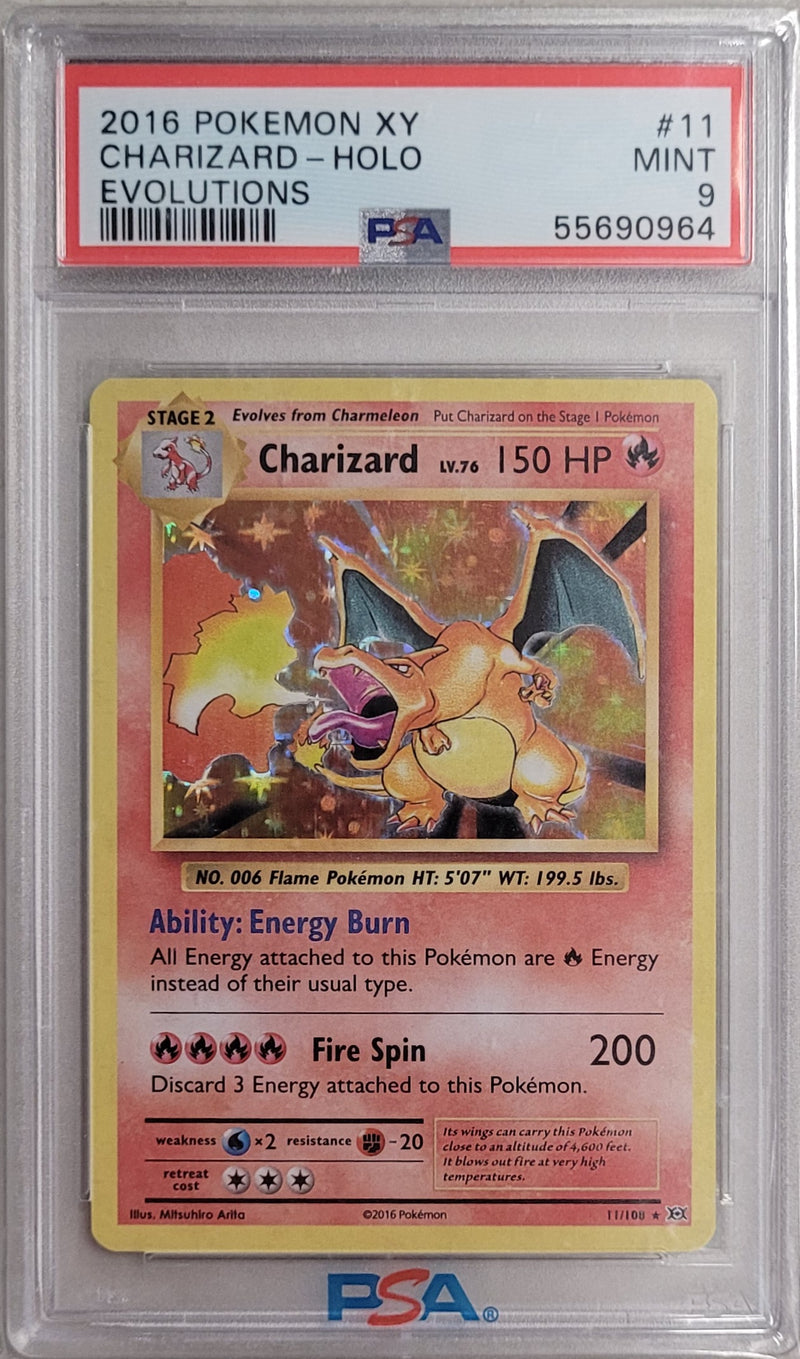 2016 POKEMON XY #11
CHARIZARD - HOLO MINT
EVOLUTIONS 9
PSA 55690964
STAGE 2 Evolves from Charmeleon Put Charizard on the Stage 1 Pokémon
Charizard LV.76 150 HP
NO. 006 Flame Pokémon HT: 5'07" WT: 199.5 lbs.
Ability: Energy Burn
All Energy attached to this Pokémon are Energy
instead of their usual type.
Fire Spin 200
Discard 3 Energy attached to this Pokémon.
weakness ×2 resistance -20
retreat
cost
Its wings can carry this Pokémon
close to an altitude of 4,600 feet.
It blows out fire at very high
temperatures.
Illus. Mitsuhiro Arita ©2016 Pokémon 11/108 ★
PSA®
PSA